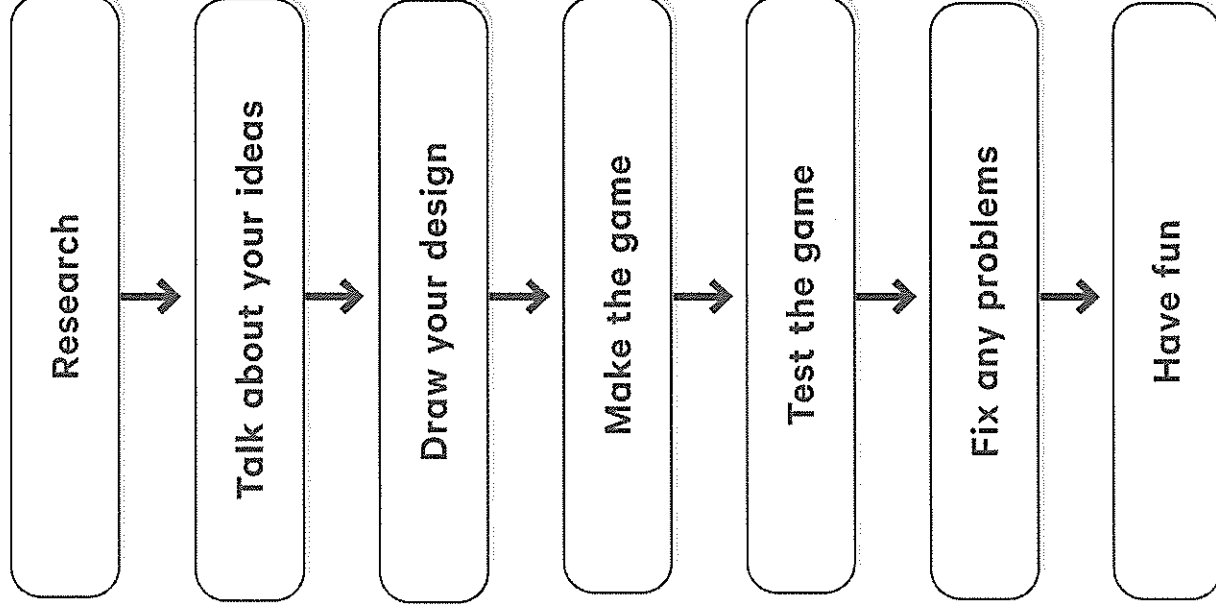 Research
Talk about your ideas
Draw your design
Make the game
Test the game
Fix any problems
Have fun